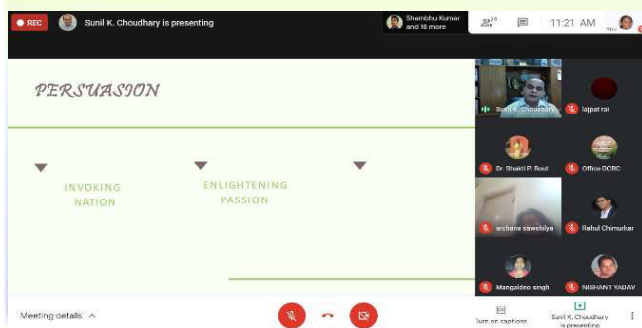 REC
Sunil K. Choudhary is presenting
Shambhu Kumar
and 18 more
11:21 AM
PERSUASION
INVOKING
NATION
ENLIGHTENING
PASSION
Sunil K. Choudhary
lajpat rai
Dr. Shakti P. Rout
Office DCRC
archana sawshilya
Rahul Chimurkar
Mangaldeo singh
NISHANT YADAV
Meeting details
Turn on captions
Sunil K. Choudhary
is presenting